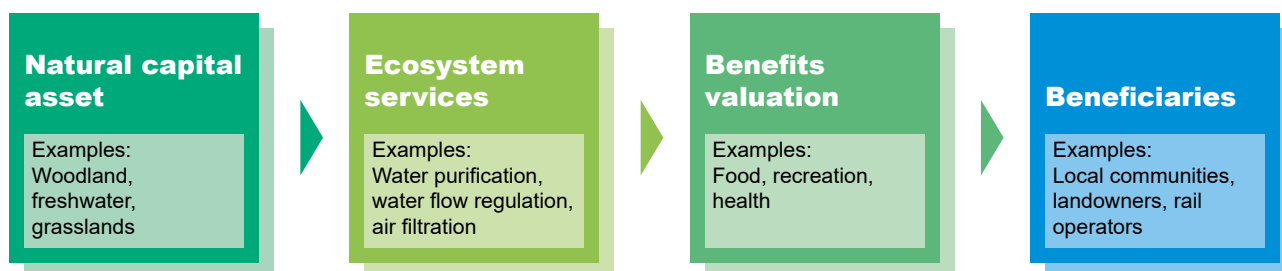 Natural capital
asset
Examples:
Woodland,
freshwater,
grasslands
Ecosystem
services
Examples:
Water purification,
water flow regulation,
air filtration
Benefits
valuation
Examples:
Food, recreation,
health
Beneficiaries
Examples:
Local communities,
landowners, rail
operators